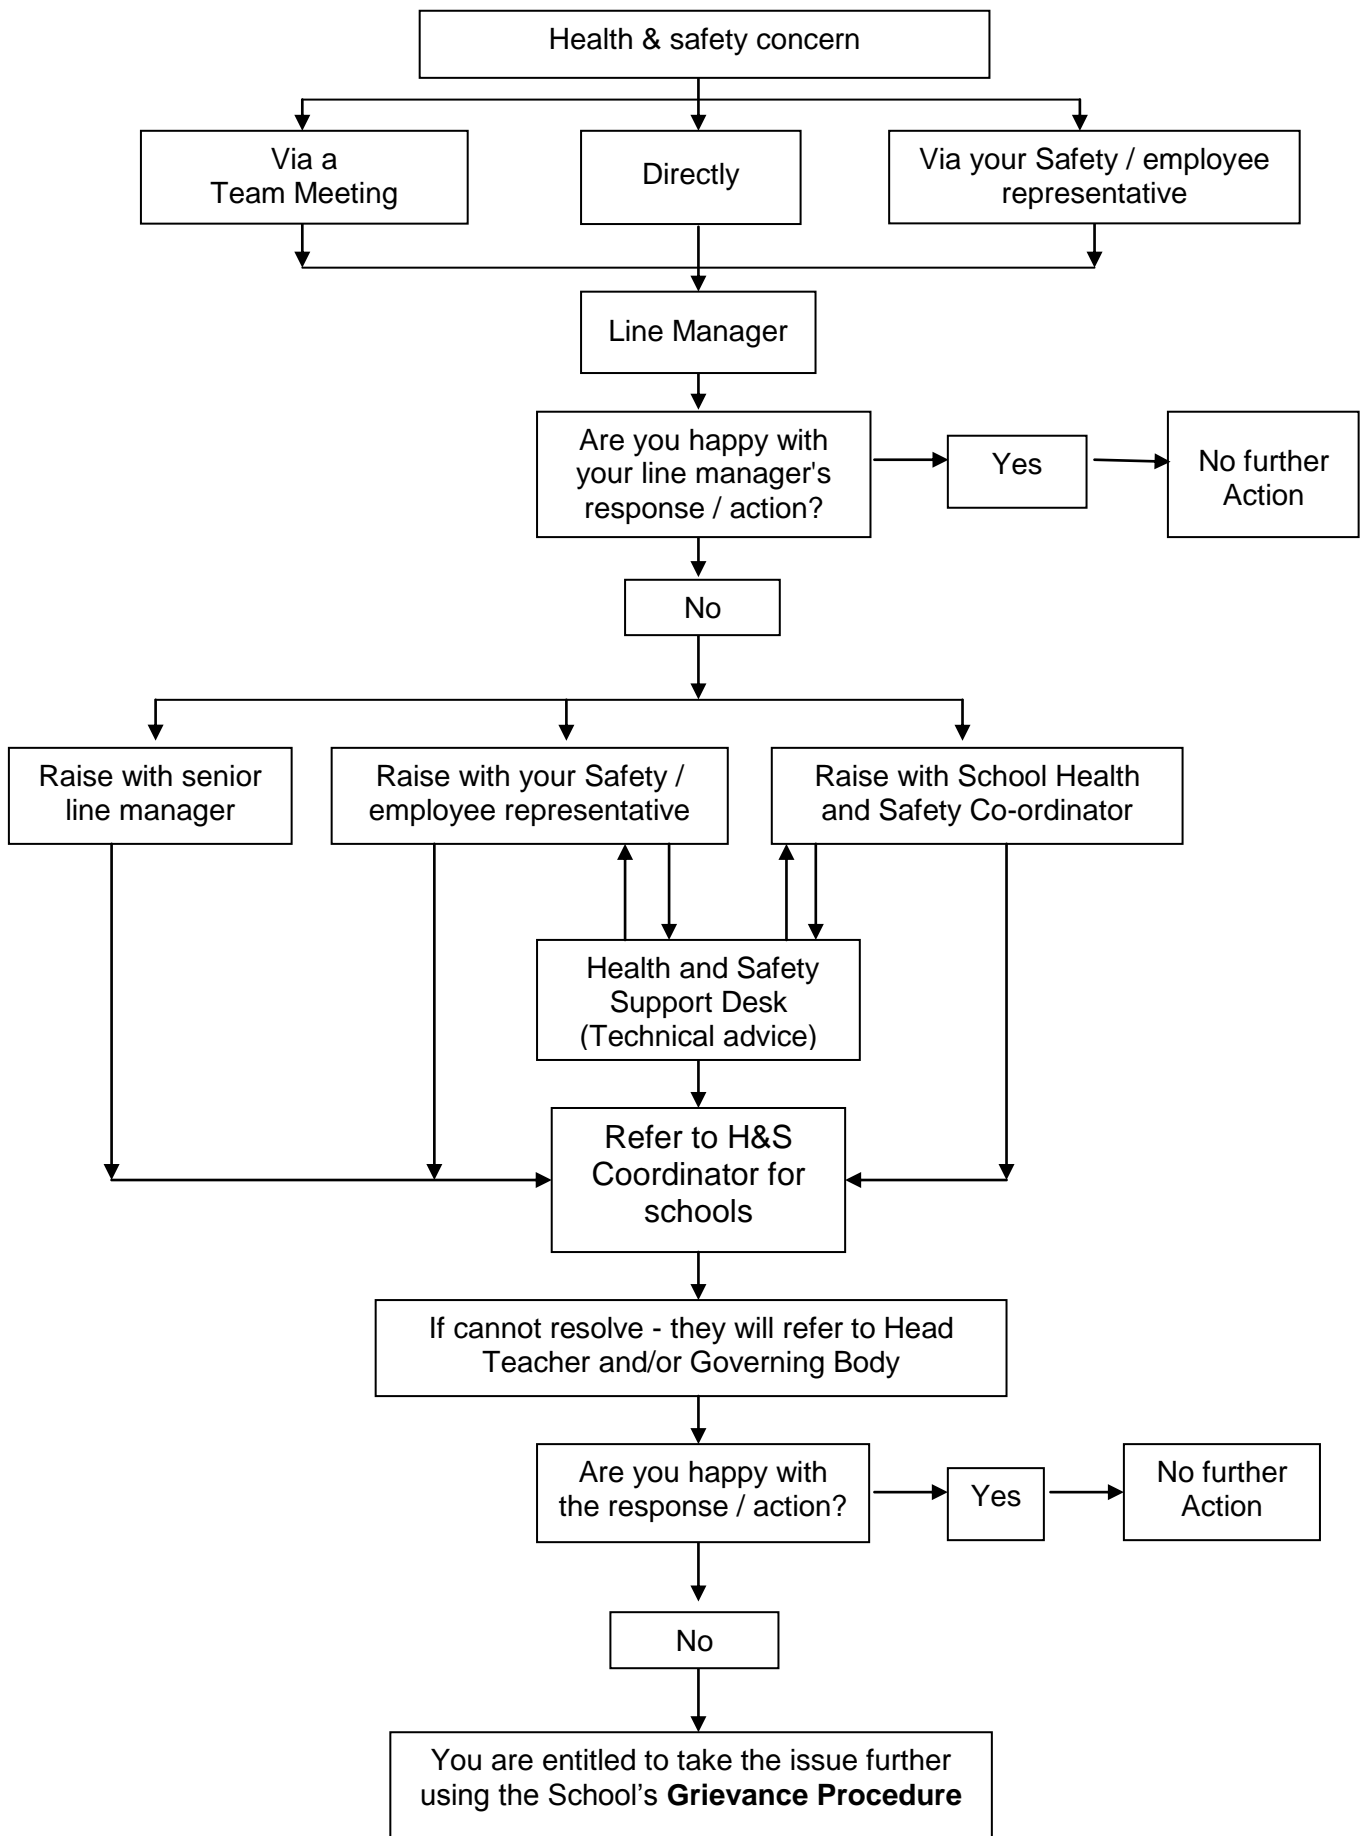 Health & safety concern
Via a
Team Meeting
Directly
Via your Safety / employee
representative
Line Manager
Are you happy with
your line manager's
response / action?
Yes
No further
Action
No
Raise with senior
line manager
Raise with your Safety /
employee representative
Raise with School Health
and Safety Co-ordinator
Health and Safety
Support Desk
(Technical advice)
Refer to H&S
Coordinator for
schools
If cannot resolve - they will refer to Head
Teacher and/or Governing Body
Are you happy with
the response / action?
Yes
No further
Action
No
You are entitled to take the issue further
using the School’s Grievance Procedure